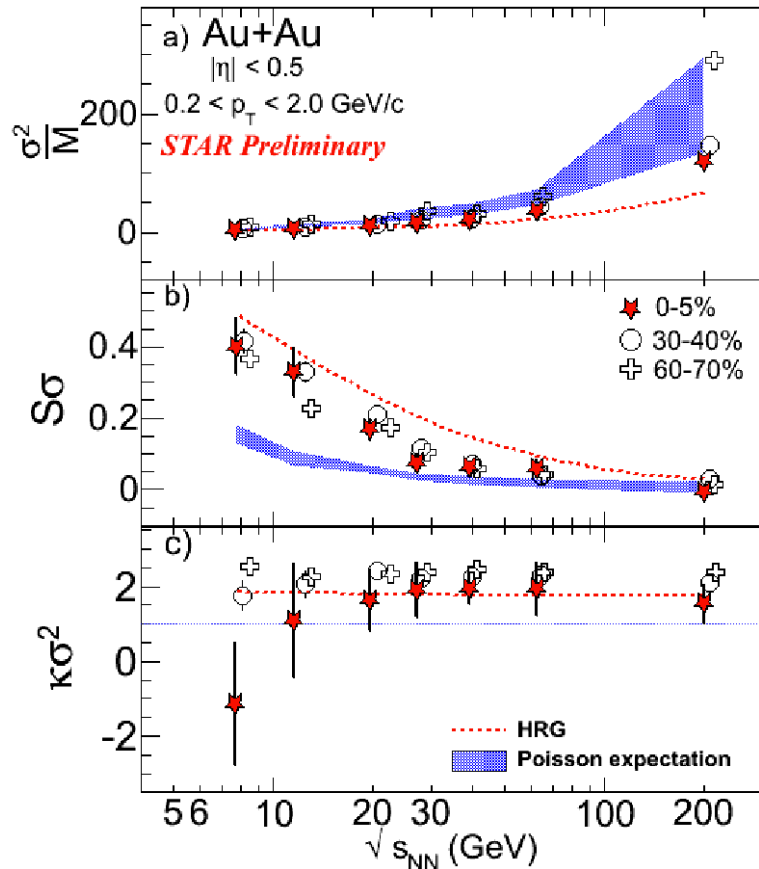 a) Au+Au
|η| < 0.5
0.2 < p_T < 2.0 GeV/c
STAR Preliminary
σ²/M
200
0
b)
0-5%
30-40%
60-70%
Sσ
0.4
0.2
0
c)
κσ²
2
0
-2
HRG
Poisson expectation
5 6 10 20 30 100 200
√s_NN (GeV)